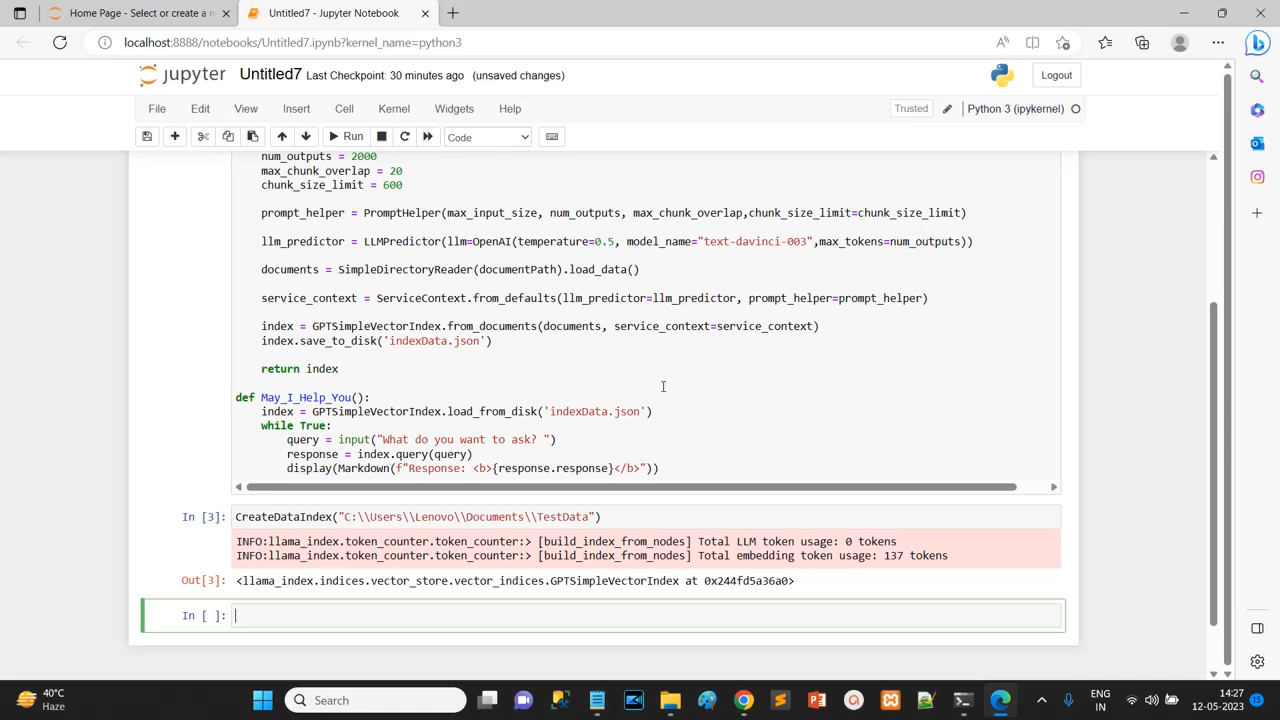 Home Page - Select or create a n
Untitled7 - Jupyter Notebook
localhost:8888/notebooks/Untitled7.ipynb?kernel_name=python3
jupyter Untitled7 Last Checkpoint: 30 minutes ago (unsaved changes)
Logout
File Edit View Insert Cell Kernel Widgets Help
Trusted
Python 3 (ipykernel)
Run
Code
num_outputs = 2000
max_chunk_overlap = 20
chunk_size_limit = 600
prompt_helper = PromptHelper(max_input_size, num_outputs, max_chunk_overlap,chunk_size_limit=chunk_size_limit)
llm_predictor = LLMPredictor(llm=OpenAI(temperature=0.5, model_name="text-davinci-003",max_tokens=num_outputs))
documents = SimpleDirectoryReader(documentPath).load_data()
service_context = ServiceContext.from_defaults(llm_predictor=llm_predictor, prompt_helper=prompt_helper)
index = GPTSimpleVectorIndex.from_documents(documents, service_context=service_context)
index.save_to_disk('indexData.json')
return index
def May_I_Help_You():
index = GPTSimpleVectorIndex.load_from_disk('indexData.json')
while True:
query = input("What do you want to ask? ")
response = index.query(query)
display(Markdown(f"Response: <b>{response.response}</b>"))
In [3]: CreateDataIndex("C:\\Users\\Lenovo\\Documents\\TestData")
INFO:llama_index.token_counter.token_counter:> [build_index_from_nodes] Total LLM token usage: 0 tokens
INFO:llama_index.token_counter.token_counter:> [build_index_from_nodes] Total embedding token usage: 137 tokens
Out[3]: <llama_index.indices.vector_store.vector_indices.GPTSimpleVectorIndex at 0x244fd5a36a0>
In [ ]:
40°C
Haze
Search
ENG
IN
14:27
12-05-2023